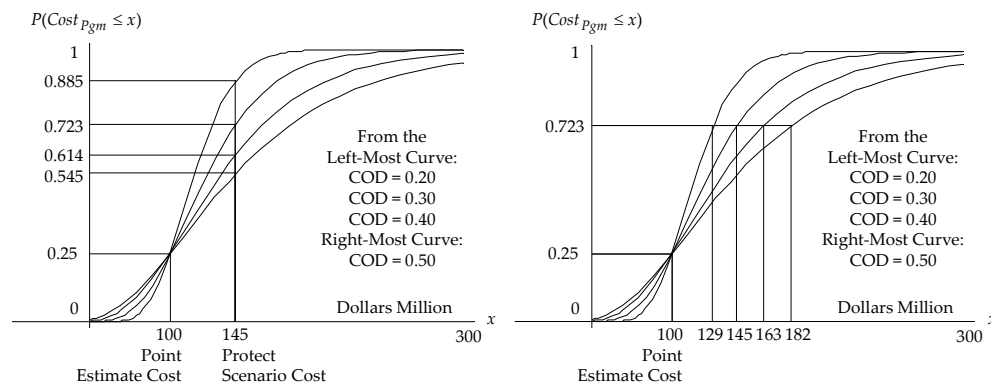 P(Cost Pgm ≤ x)
1
0.885
0.723
0.614
0.545
0.25
0
From the
Left-Most Curve:
COD = 0.20
COD = 0.30
COD = 0.40
Right-Most Curve:
COD = 0.50
Dollars Million
x
100
145
300
Point
Estimate Cost
Protect
Scenario Cost
P(Cost Pgm ≤ x)
1
0.723
0.25
0
From the
Left-Most Curve:
COD = 0.20
COD = 0.30
COD = 0.40
Right-Most Curve:
COD = 0.50
Dollars Million
x
100
129 145 163 182
300
Point
Estimate Cost